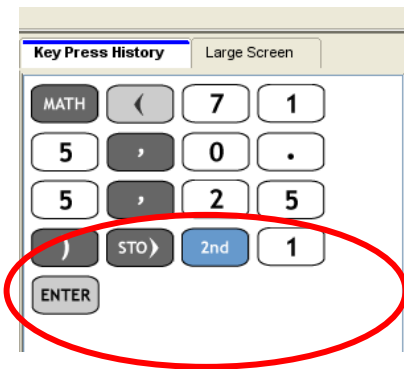 Key Press History Large Screen
MATH ( 7 1
5 , 0 .
5 , 2 5
) STO) 2nd 1
ENTER